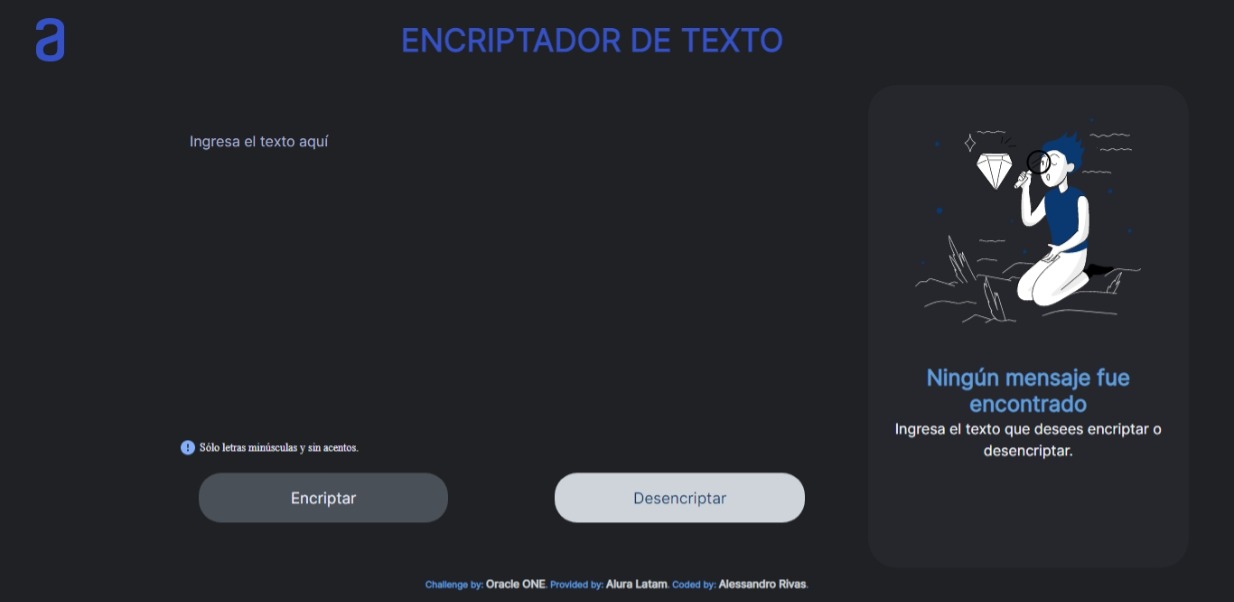 a
ENCRIPTADOR DE TEXTO
Ingresa el texto aquí
Sólo letras minúsculas y sin acentos.
Encriptar
Desencriptar
Ningún mensaje fue
encontrado
Ingresa el texto que desees encriptar o
desencriptar.
Challenge by: Oracle ONE. Provided by: Alura Latam. Coded by: Alessandro Rivas.